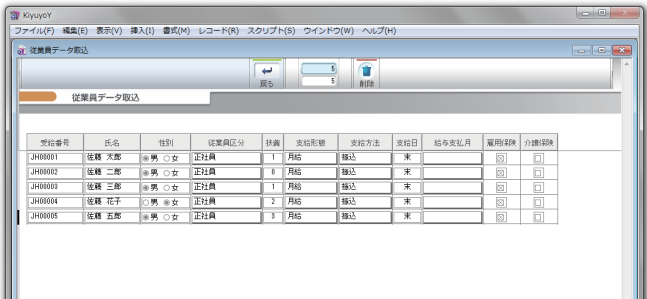 KiyuyoY
ファイル(F) 編集(E) 表示(V) 挿入(I) 書式(M) レコード(R) スクリプト(S) ウインドウ(W) ヘルプ(H)
従業員データ取込
戻る 5 5 削除
従業員データ取込
受給番号 氏名 性別 従業員区分 扶養 支給形態 支給方法 支給日 給与支払月 雇用保険 介護保険
JH00001 佐藤 太郎 男 女 正社員 1 月給 振込 末
JH00002 佐藤 二郎 男 女 正社員 0 月給 振込 末
JH00003 佐藤 三郎 男 女 正社員 1 月給 振込 末
JH00004 佐藤 花子 男 女 正社員 2 月給 振込 末
JH00005 佐藤 五郎 男 女 正社員 3 月給 振込 末